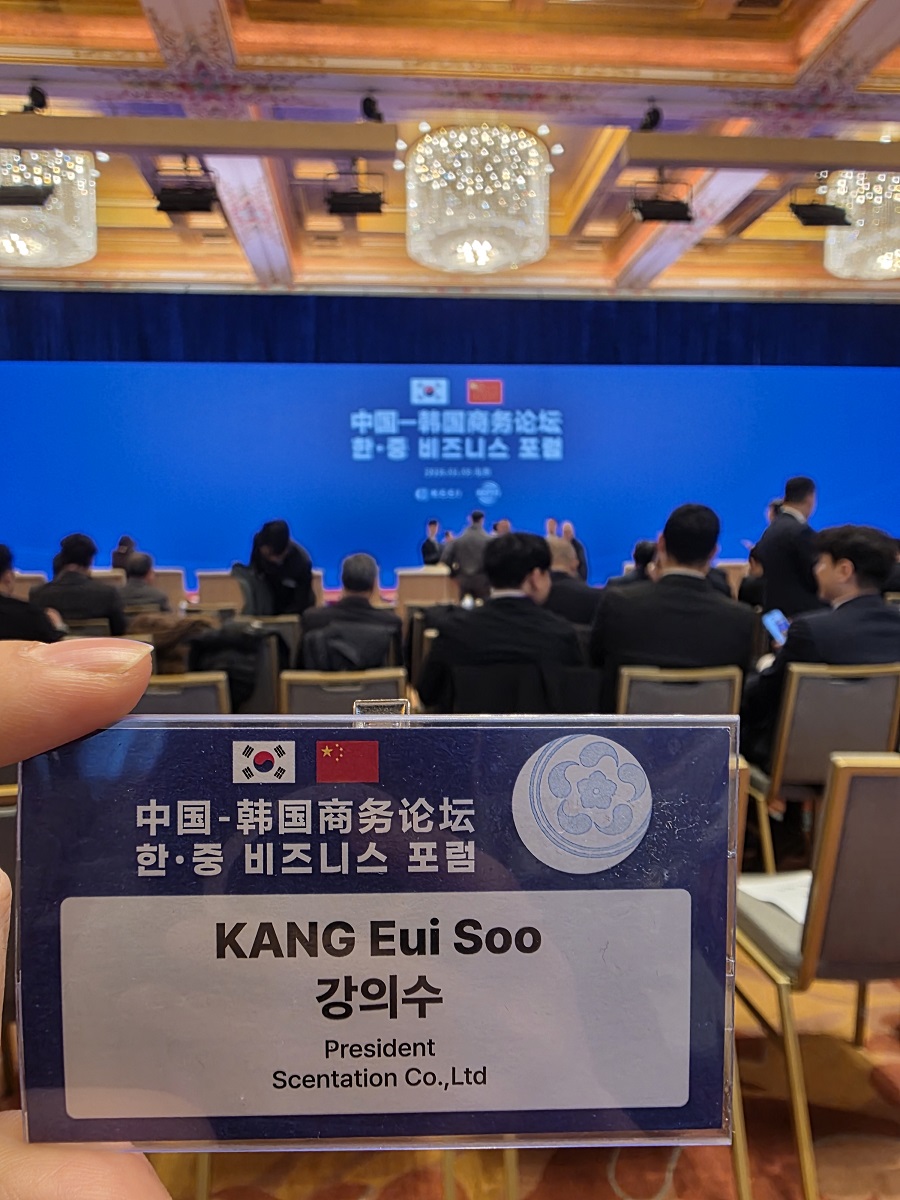 中国-韩国商务论坛
한·중 비즈니스 포럼
中国-韩国商务论坛
한·중 비즈니스 포럼
KANG Eui Soo
강의수
President
Scentation Co.,Ltd